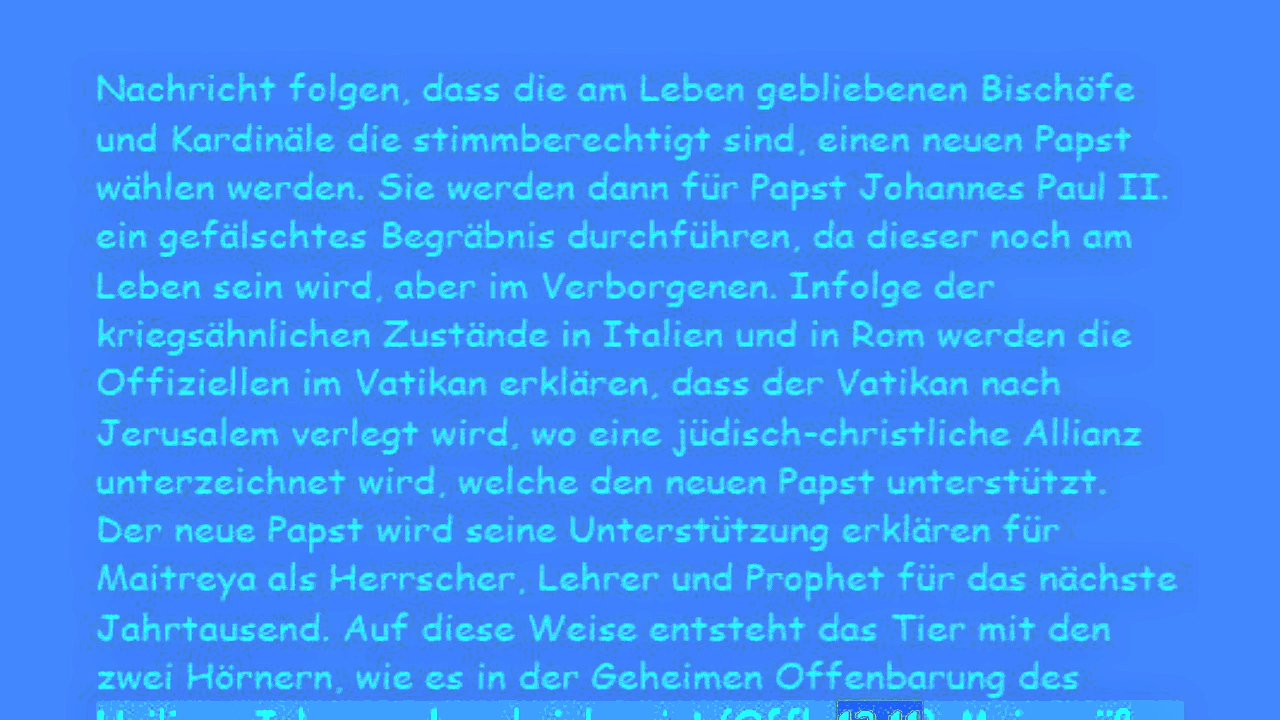 Nachricht folgen, dass die am Leben gebliebenen Bischöfe
und Kardinäle die stimmberechtigt sind, einen neuen Papst
wählen werden. Sie werden dann für Papst Johannes Paul II.
ein gefälschtes Begräbnis durchführen, da dieser noch am
Leben sein wird, aber im Verborgenen. Infolge der
kriegsähnlichen Zustände in Italien und in Rom werden die
Offiziellen im Vatikan erklären, dass der Vatikan nach
Jerusalem verlegt wird, wo eine jüdisch-christliche Allianz
unterzeichnet wird, welche den neuen Papst unterstützt.
Der neue Papst wird seine Unterstützung erklären für
Maitreya als Herrscher, Lehrer und Prophet für das nächste
Jahrtausend. Auf diese Weise entsteht das Tier mit den
zwei Hörnern, wie es in der Geheimen Offenbarung des